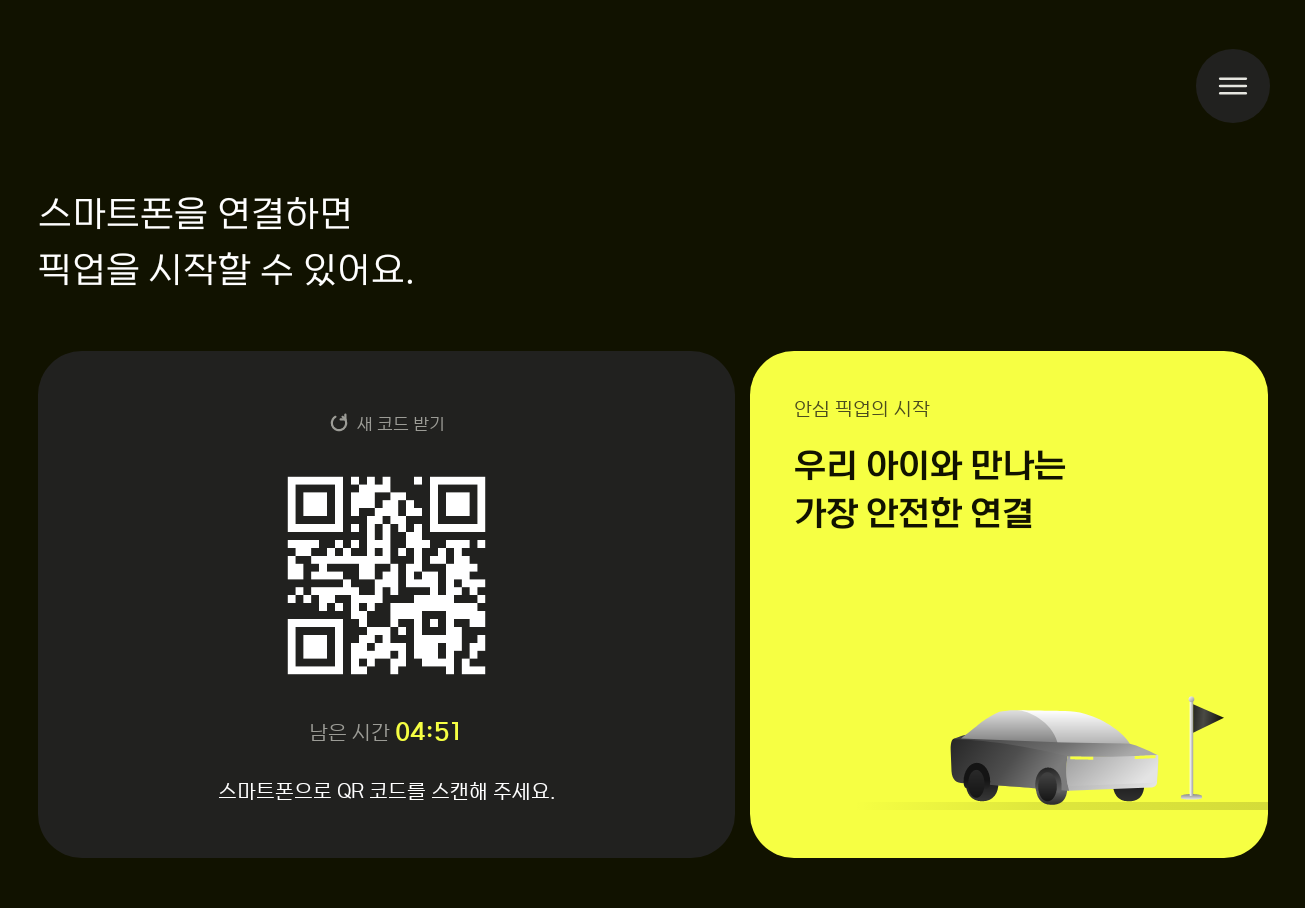 스마트폰을 연결하면
픽업을 시작할 수 있어요.
새 코드 받기
남은 시간 04:51
스마트폰으로 QR 코드를 스캔해 주세요.
안심 픽업의 시작
우리 아이와 만나는
가장 안전한 연결